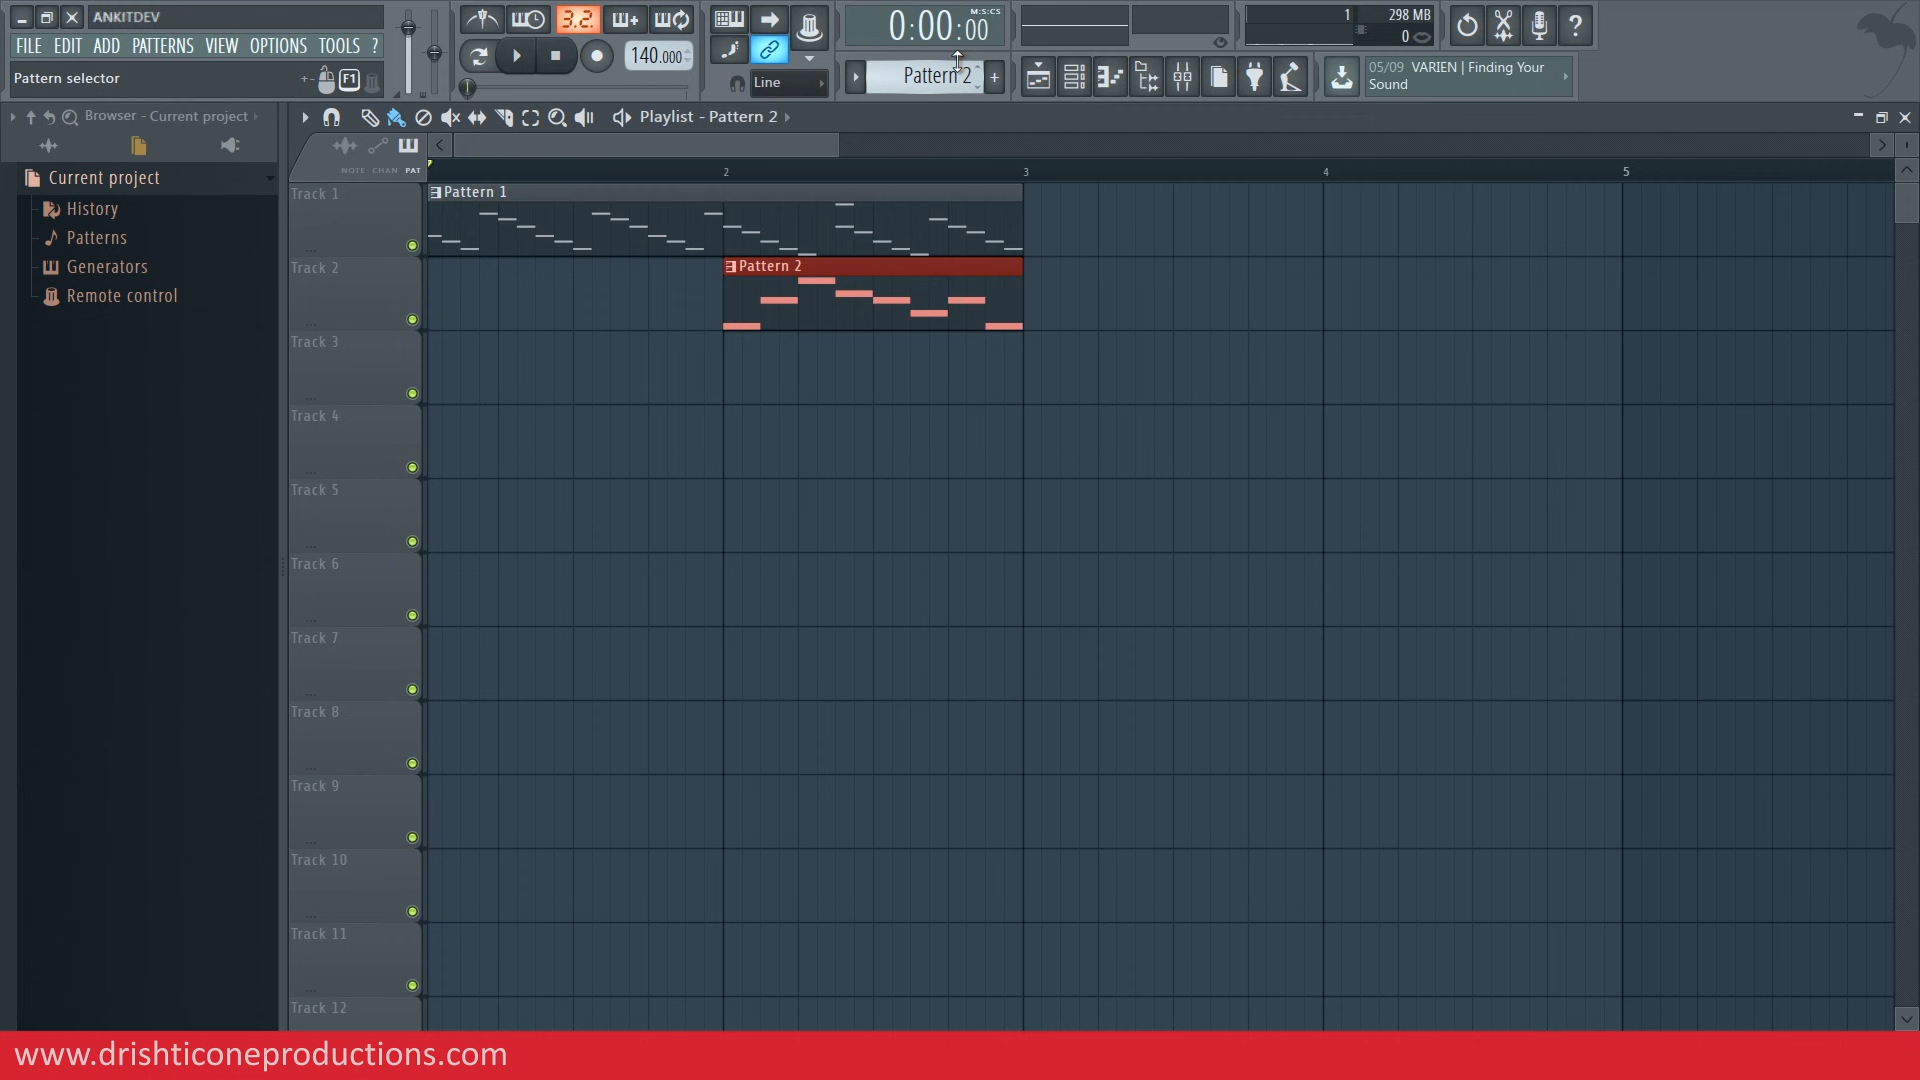 ANKITDEV
FILE EDIT ADD PATTERNS VIEW OPTIONS TOOLS ?
Pattern selector
F1
3.2.
140.000
Line
0:00:00
M:S:CS
Pattern 2
+
1
298 MB
0
?
05/09 VARIEN | Finding Your
Sound
Browser - Current project
Playlist - Pattern 2
NOTE CHAN PAT
Current project
History
Patterns
Generators
Remote control
2 3 4 5
Track 1
Pattern 1
Track 2
Pattern 2
Track 3
Track 4
Track 5
Track 6
Track 7
Track 8
Track 9
Track 10
Track 11
Track 12
www.drishticoneproductions.com